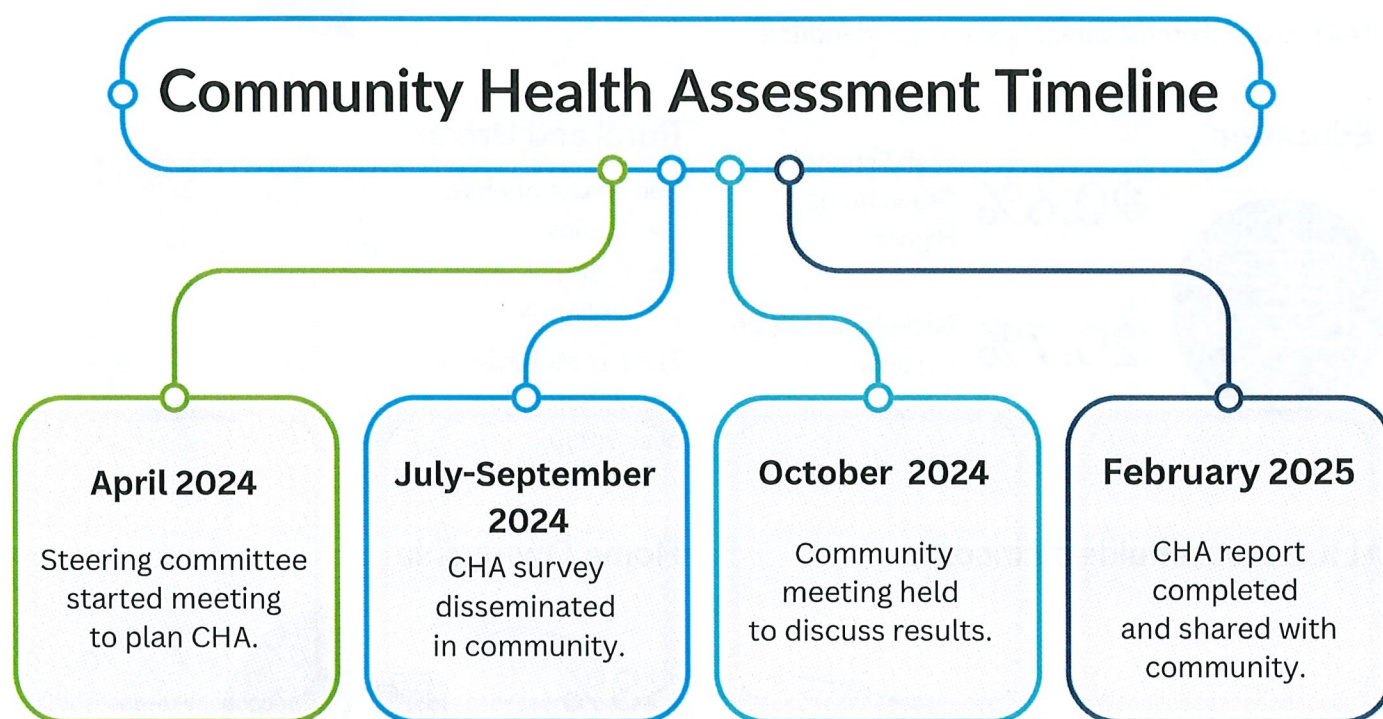 Community Health Assessment Timeline
April 2024
Steering committee
started meeting
to plan CHA.
July-September
2024
CHA survey
disseminated
in community.
October 2024
Community
meeting held
to discuss results.
February 2025
CHA report
completed
and shared with
community.